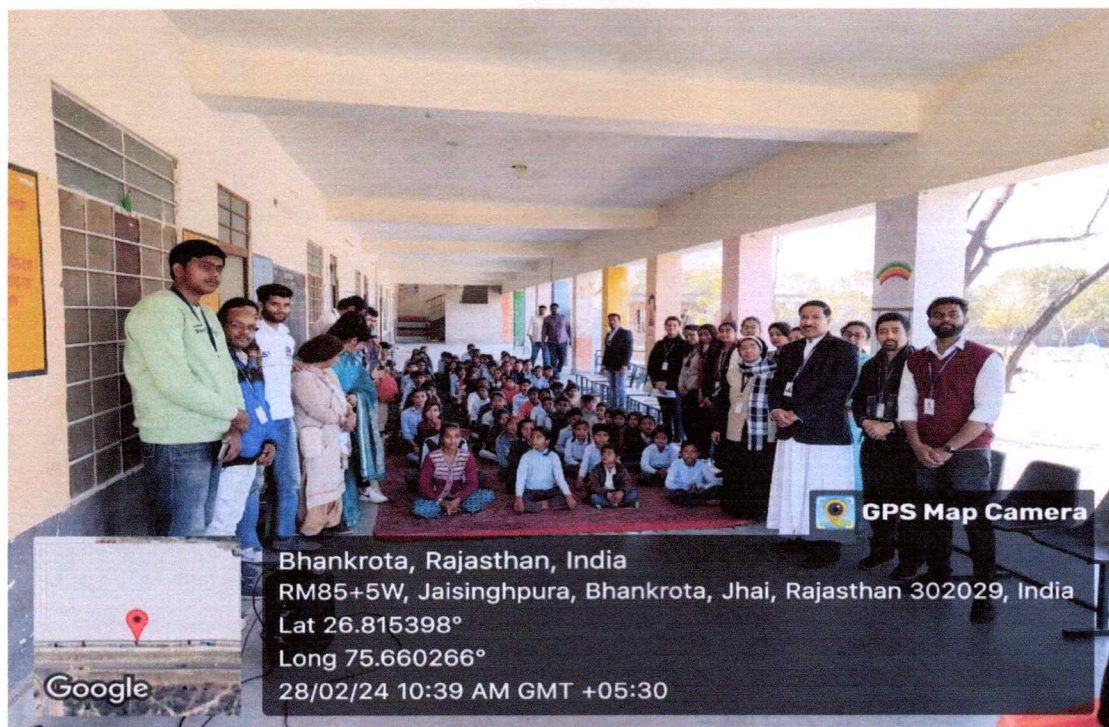 GPS Map Camera
Bhankrota, Rajasthan, India
RM85+5W, Jaisinghpura, Bhankrota, Jhai, Rajasthan 302029, India
Lat 26.815398°
Long 75.660266°
28/02/24 10:39 AM GMT +05:30
Google